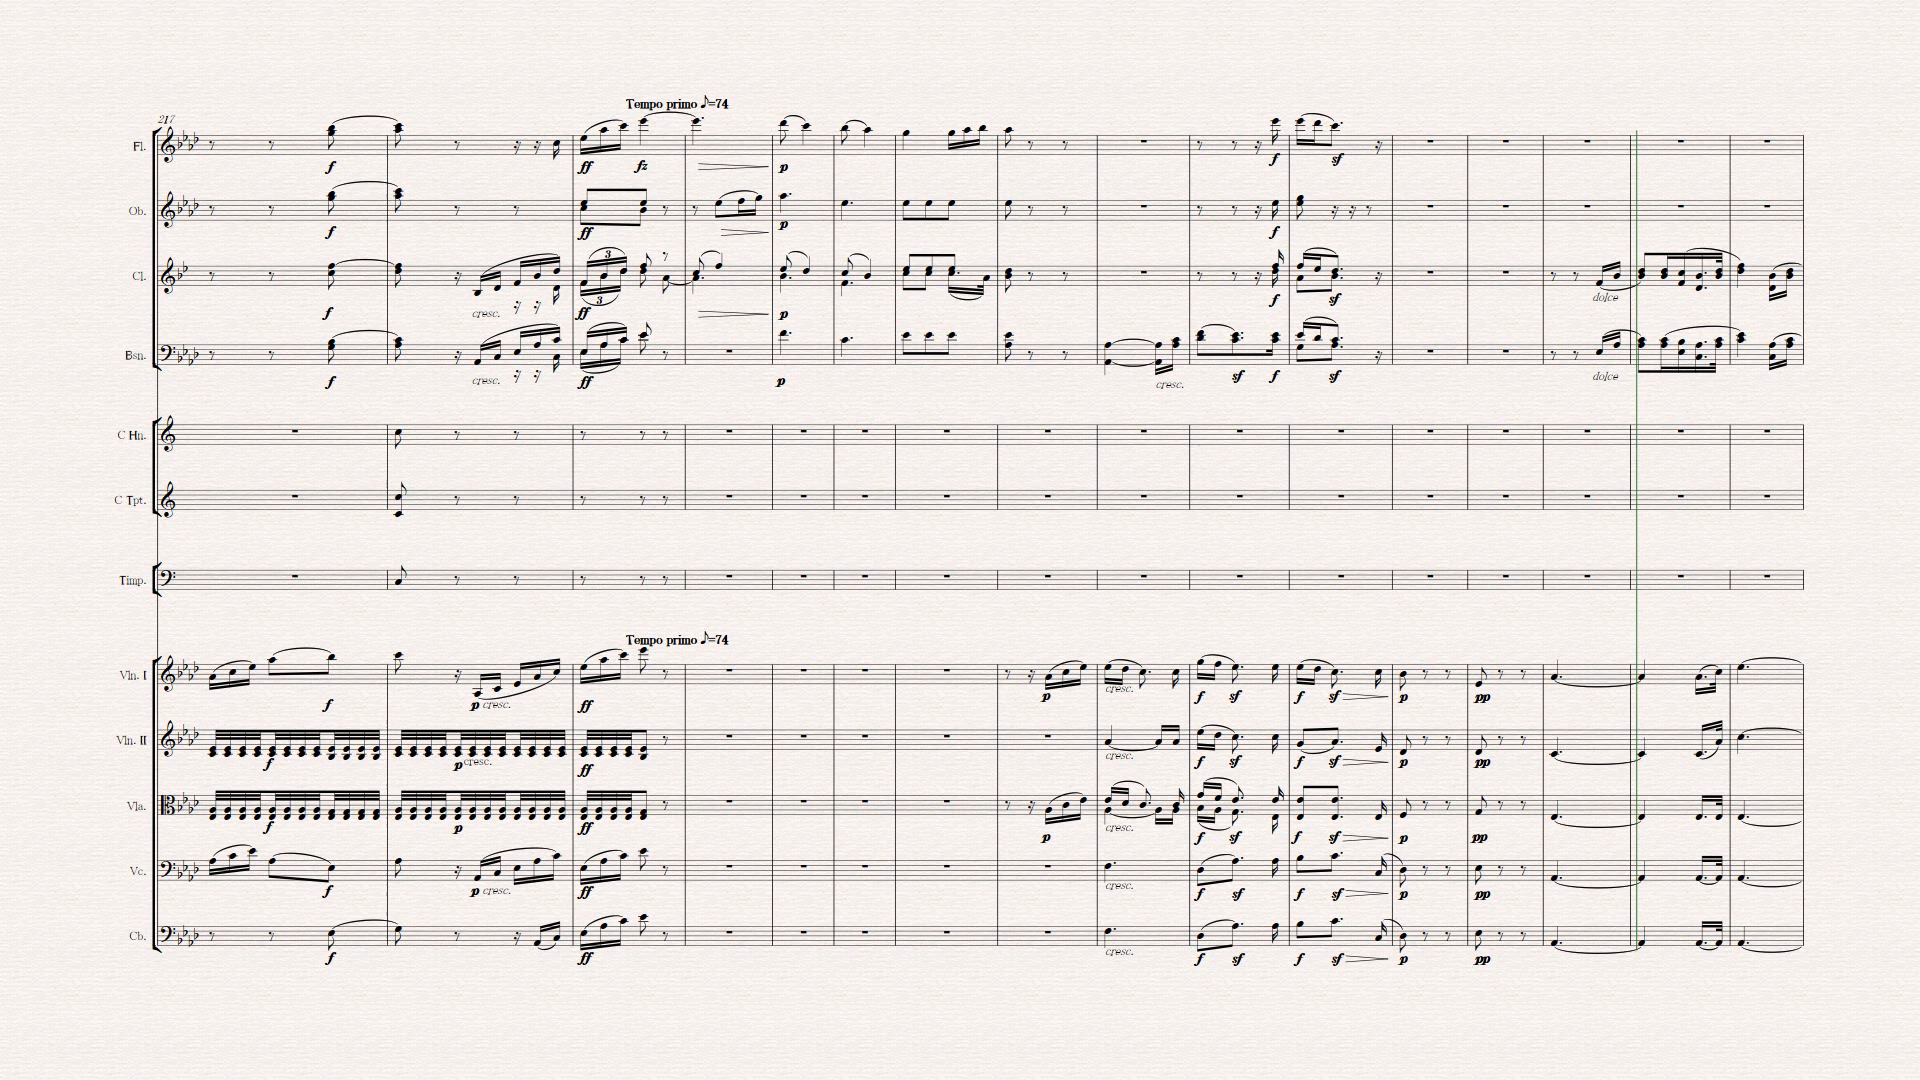 Tempo primo ♪=74
217
Fl.
f
ff
fz
p
f
sf
Ob.
f
ff
p
f
Cl.
3
dolce
f
cresc.
ff
3
p
f
sf
Bsn.
f
cresc.
ff
p
cresc.
sf
f
sf
dolce
C Hn.
C Tpt.
Timp.
Tempo primo ♪=74
Vln. I
f
p cresc.
ff
p
cresc.
f
sf
f
sf
p
pp
Vln. II
f
p cresc.
ff
cresc.
f
sf
f
sf
p
pp
Vla.
f
p
ff
p
cresc.
f
sf
f
sf
p
pp
Vc.
f
p cresc.
ff
cresc.
f
sf
f
sf
p
pp
Cb.
f
ff
cresc.
f
sf
f
sf
p
pp